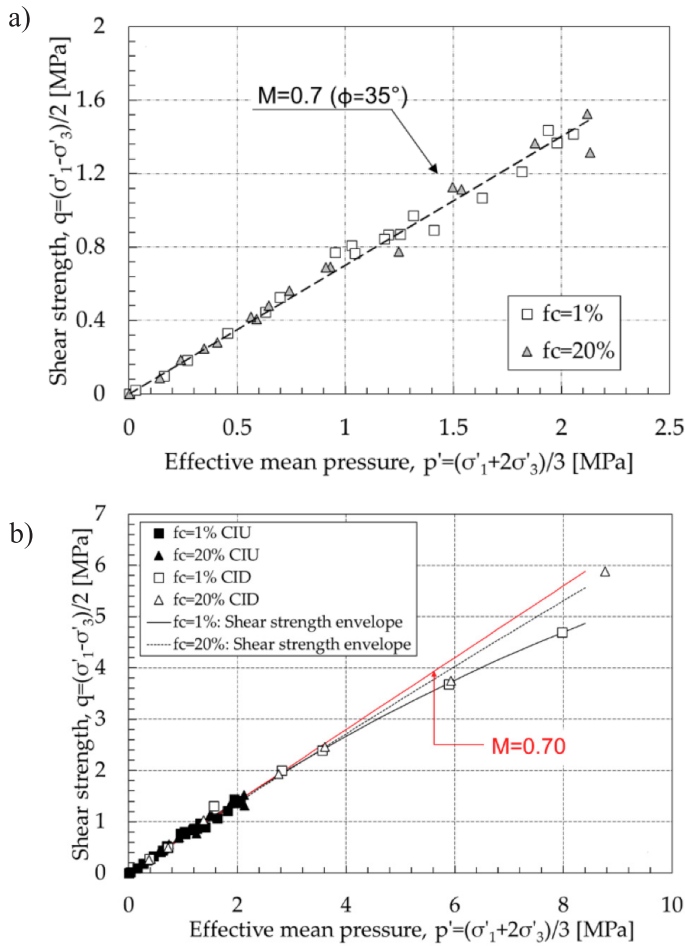 a)
Shear strength, q=(σ'₁-σ'₃)/2 [MPa]
2
1.6
1.2
0.8
0.4
0
M=0.7 (ϕ=35°)
fc=1%
fc=20%
0 0.5 1 1.5 2 2.5
Effective mean pressure, p'=(σ'₁+2σ'₃)/3 [MPa]
b)
Shear strength, q=(σ'₁-σ'₃)/2 [MPa]
7
6
5
4
3
2
1
0
fc=1% CIU
fc=20% CIU
fc=1% CID
fc=20% CID
fc=1%: Shear strength envelope
fc=20%: Shear strength envelope
M=0.70
0 2 4 6 8 10
Effective mean pressure, p'=(σ'₁+2σ'₃)/3 [MPa]